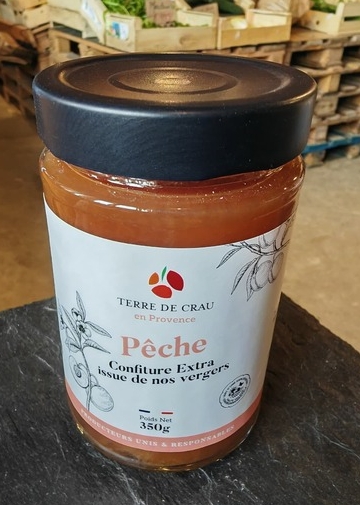 TERRE DE CRAU
en Provence
Pêche
Confiture Extra
issue de nos vergers
Poids Net
350g
PRODUCTEURS UNIS & RESPONSABLES